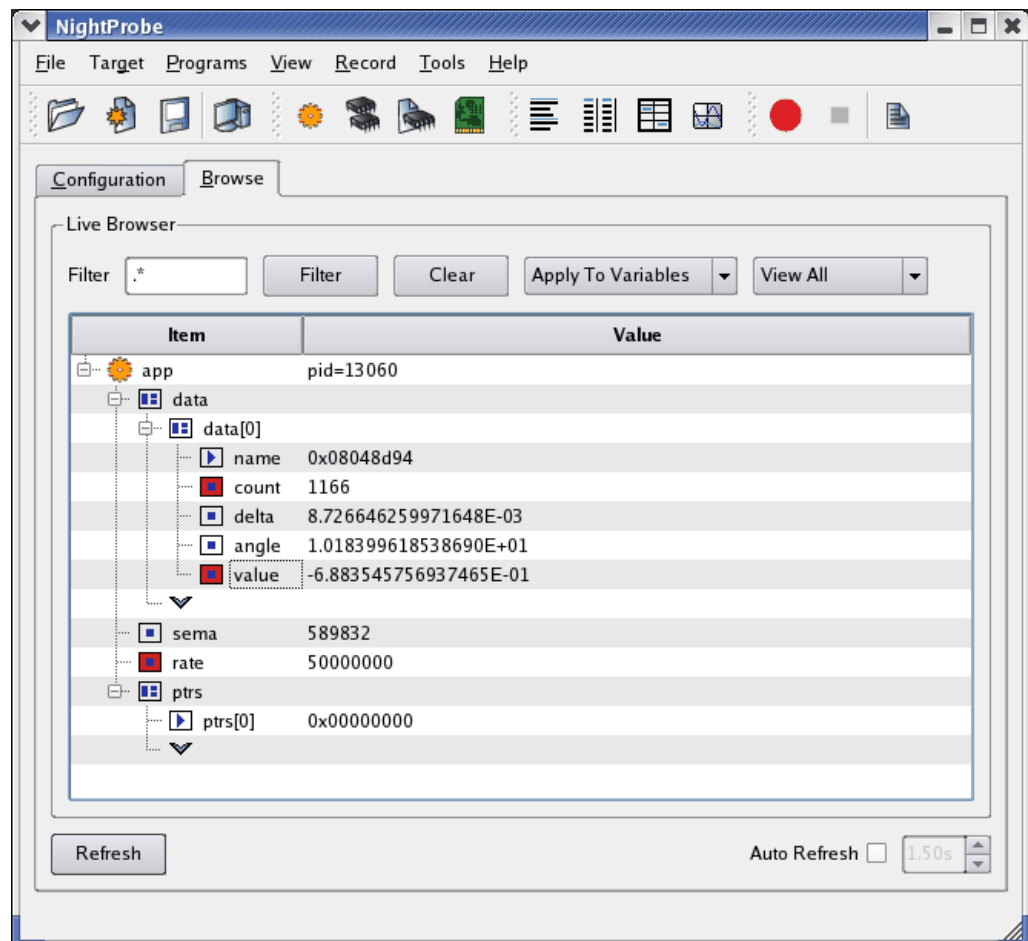 NightProbe
File Target Programs View Record Tools Help
Configuration Browse
Live Browser
Filter .* Filter Clear Apply To Variables View All
Item Value
app pid=13060
data
data[0]
name 0x08048d94
count 1166
delta 8.726646259971648E-03
angle 1.018399618538690E+01
value -6.883545756937465E-01
sema 589832
rate 50000000
ptrs
ptrs[0] 0x00000000
Refresh Auto Refresh 1.50s